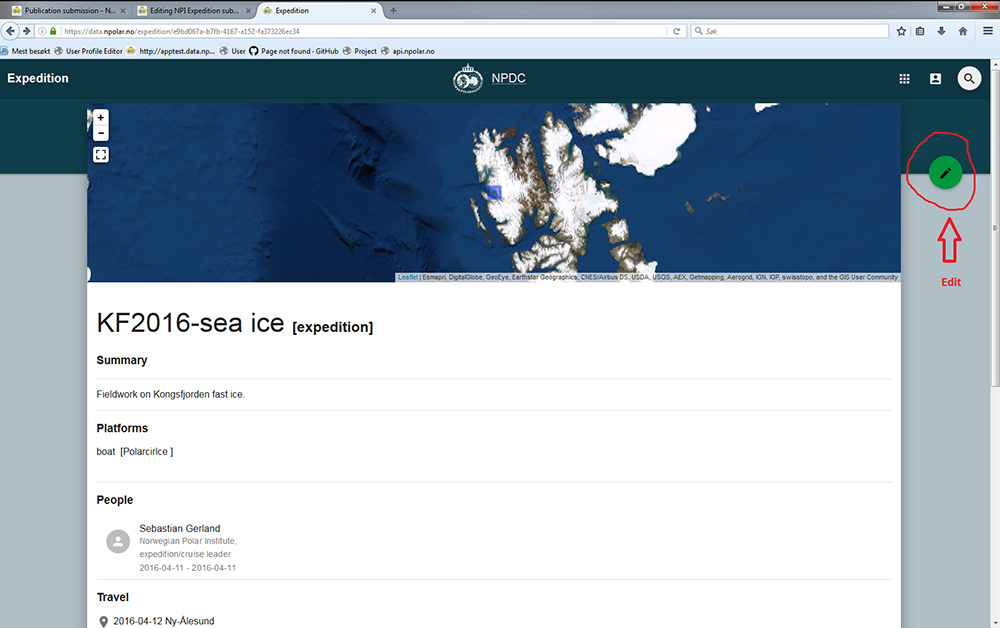 Publication submission - N...
Editing NPI Expedition sub...
Expedition
https://data.npolar.no/expedition/e9bd067a-b7fb-4167-a152-fa373226ec34
Søk
Mest besøkt
User Profile Editor
http://apptest.data.np...
User
Page not found · GitHub
Project
api.npolar.no
Expedition
NPDC
+
−
Leaflet | Esmapri, DigitalGlobe, GeoEye, Earthstar Geographics, CNES/Airbus DS, USDA, USGS, AEX, Getmapping, Aerogrid, IGN, IGP, swisstopo, and the GIS User Community
Edit
KF2016-sea ice [expedition]
Summary
Fieldwork on Kongsfjorden fast ice.
Platforms
boat [Polarcirlce ]
People
Sebastian Gerland
Norwegian Polar Institute,
expedition/cruise leader
2016-04-11 - 2016-04-11
Travel
2016-04-12 Ny-Ålesund